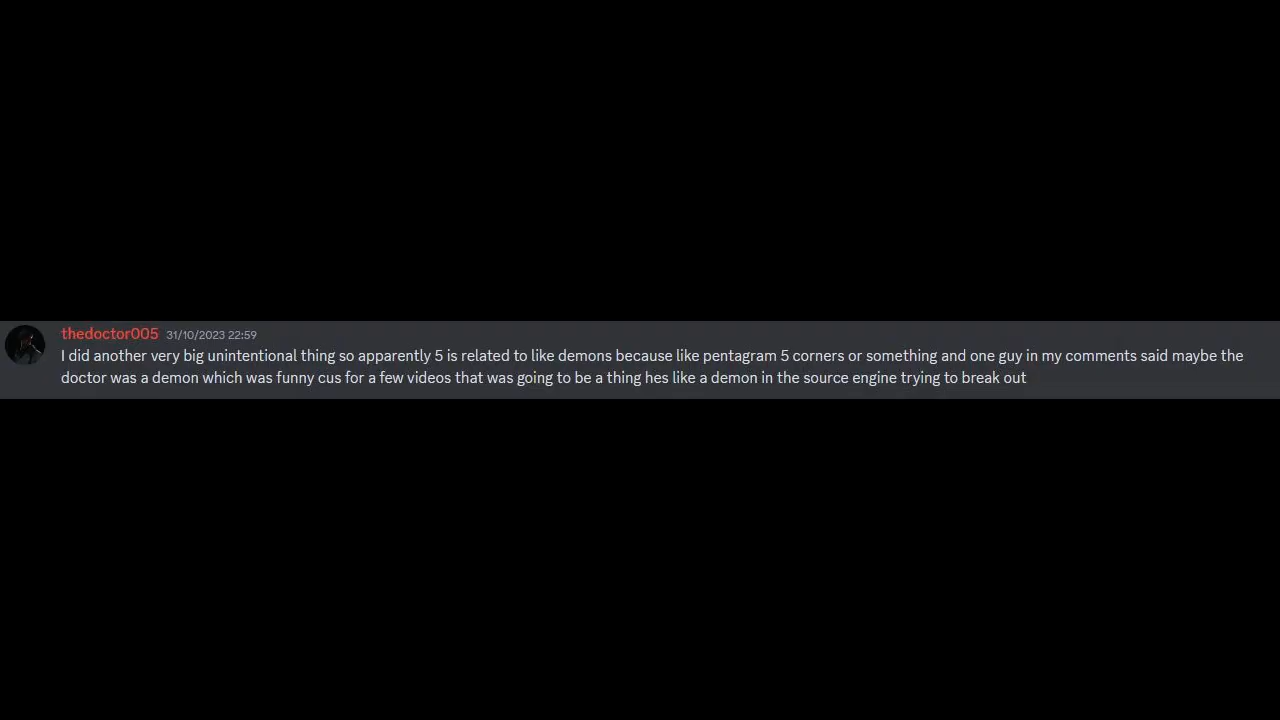 thedoctor005 31/10/2023 22:59
I did another very big unintentional thing so apparently 5 is related to like demons because like pentagram 5 corners or something and one guy in my comments said maybe the
doctor was a demon which was funny cus for a few videos that was going to be a thing hes like a demon in the source engine trying to break out